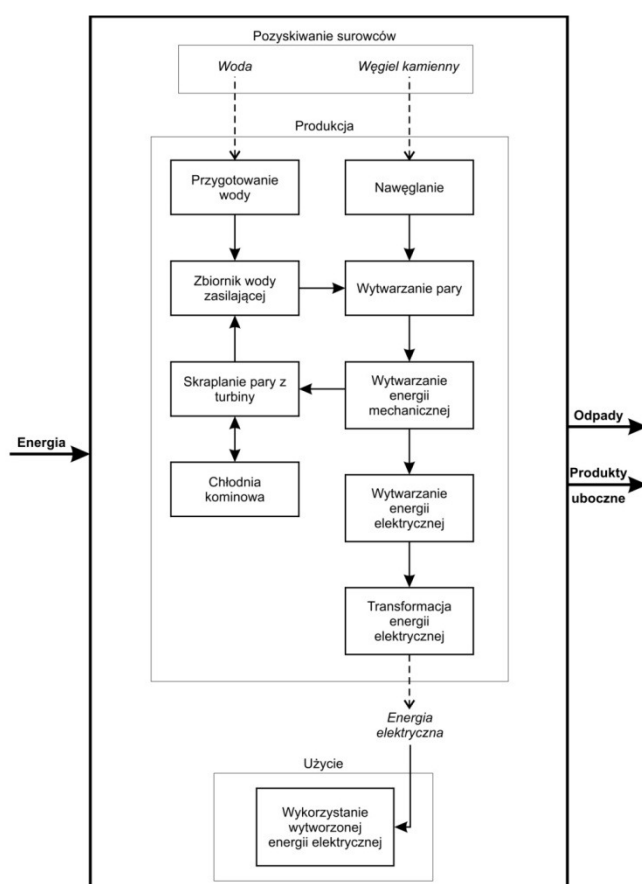 Pozyskiwanie surowców
Woda
Węgiel kamienny
Produkcja
Przygotowanie
wody
Nawęglanie
Zbiornik wody
zasilającej
Wytwarzanie pary
Skraplanie pary z
turbiny
Wytwarzanie
energii
mechanicznej
Energia
Odpady
Produkty
uboczne
Chłodnia
kominowa
Wytwarzanie
energii
elektrycznej
Transformacja
energii
elektrycznej
Energia
elektryczna
Użycie
Wykorzystanie
wytworzonej
energii elektrycznej